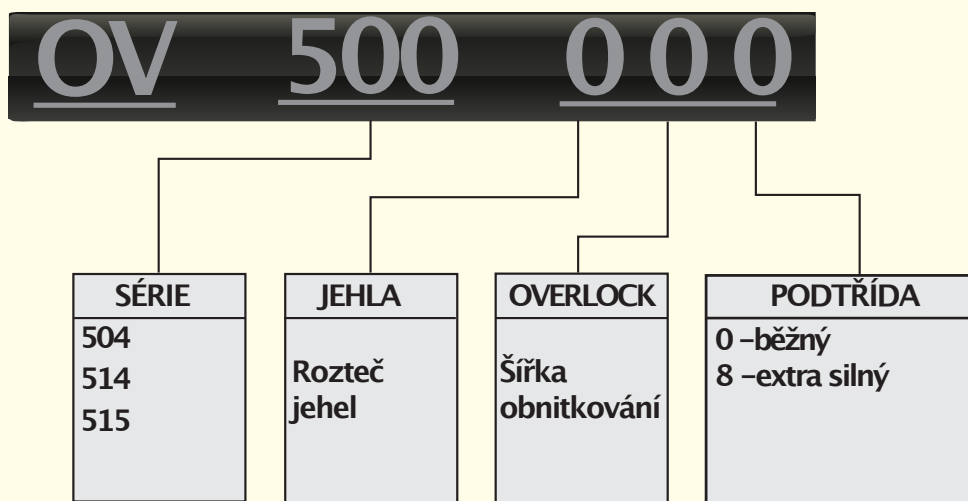 OV 500 0 0 0
SÉRIE
504
514
515
JEHLA
Rozteč
jehel
OVERLOCK
Šířka
obnitkování
PODTŘÍDA
0 –běžný
8 –extra silný